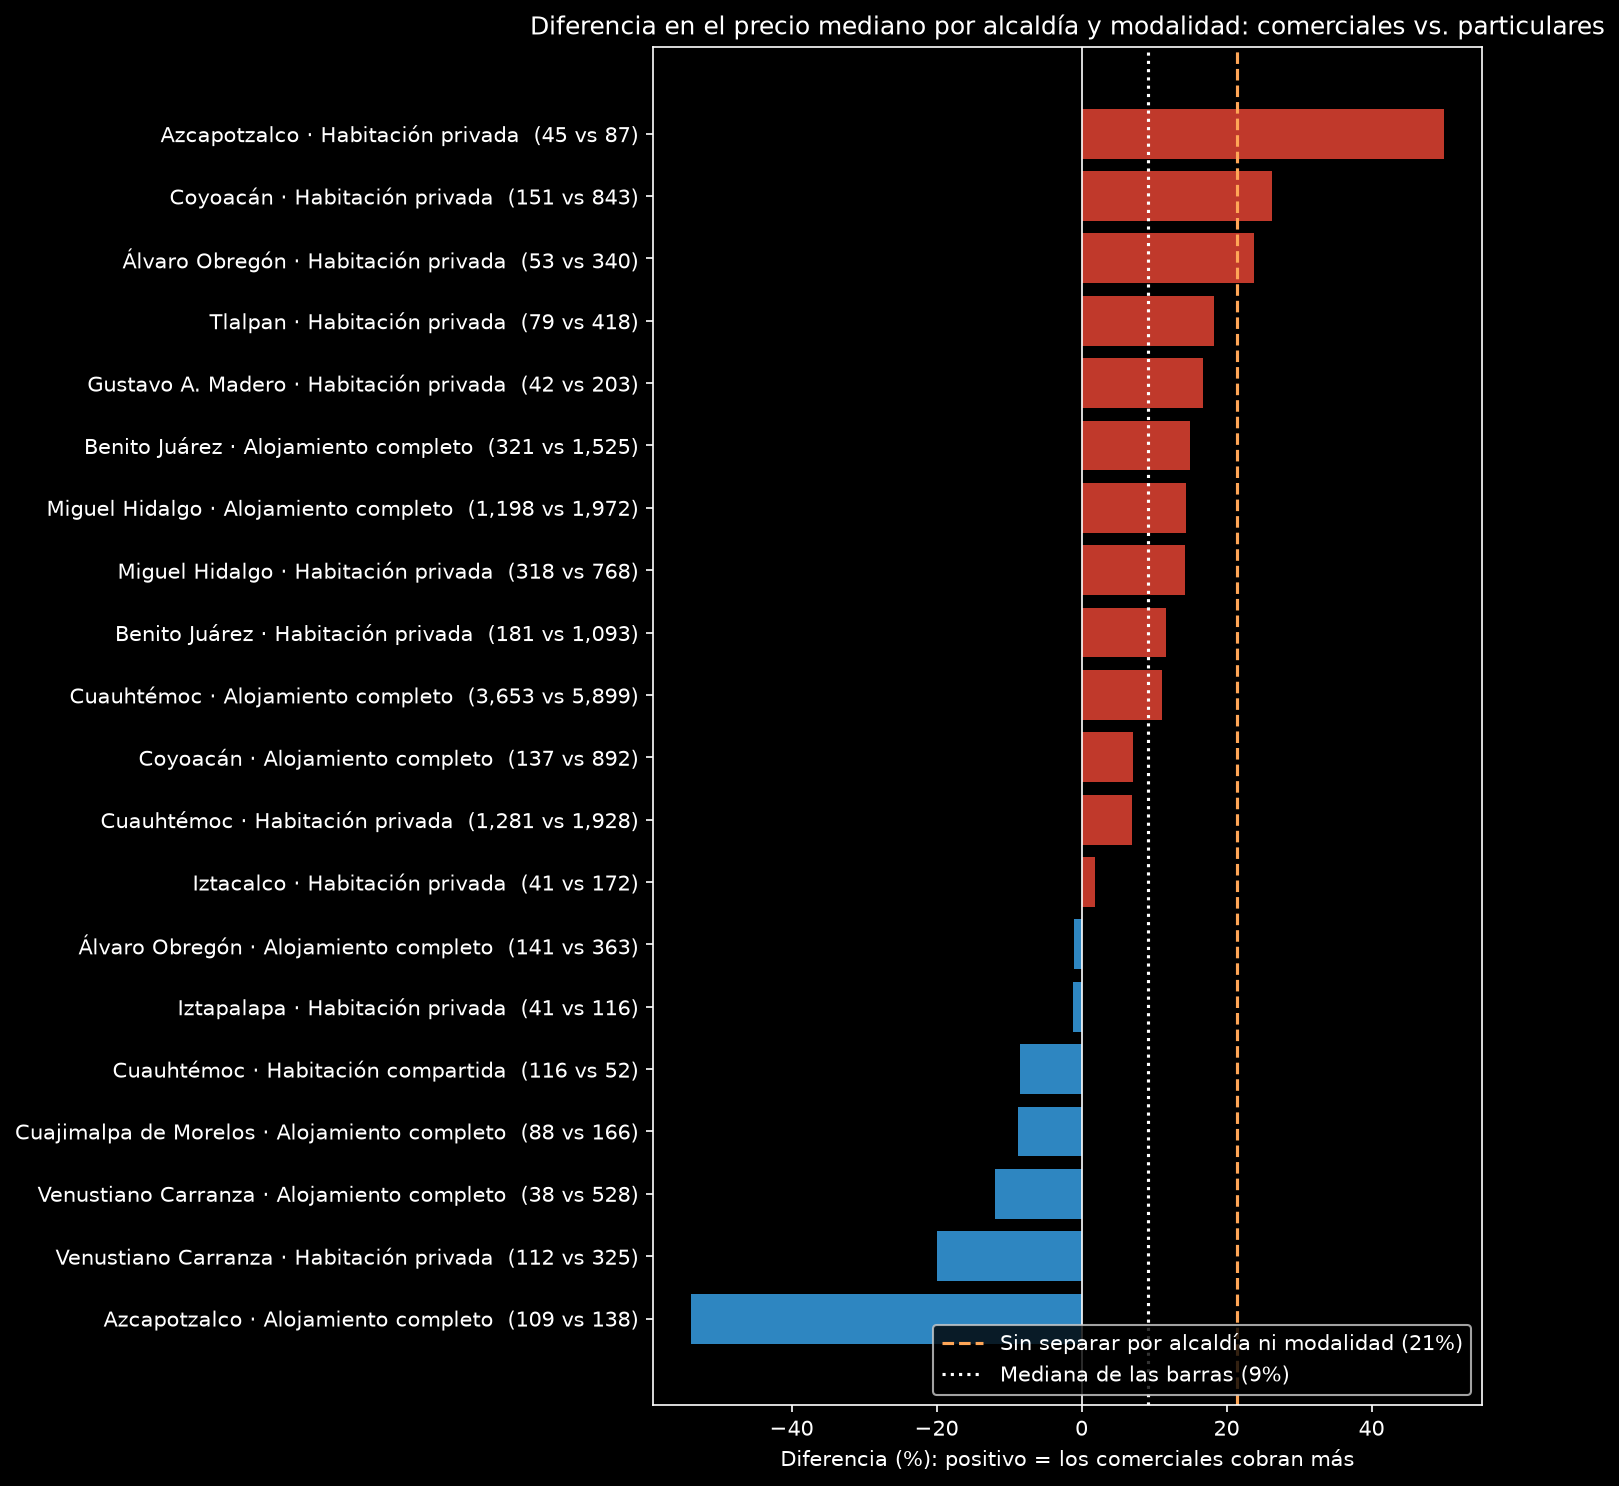 Diferencia en el precio mediano por alcaldía y modalidad: comerciales vs. particulares
Azcapotzalco · Habitación privada  (45 vs 87)
Coyoacán · Habitación privada  (151 vs 843)
Álvaro Obregón · Habitación privada  (53 vs 340)
Tlalpan · Habitación privada  (79 vs 418)
Gustavo A. Madero · Habitación privada  (42 vs 203)
Benito Juárez · Alojamiento completo  (321 vs 1,525)
Miguel Hidalgo · Alojamiento completo  (1,198 vs 1,972)
Miguel Hidalgo · Habitación privada  (318 vs 768)
Benito Juárez · Habitación privada  (181 vs 1,093)
Cuauhtémoc · Alojamiento completo  (3,653 vs 5,899)
Coyoacán · Alojamiento completo  (137 vs 892)
Cuauhtémoc · Habitación privada  (1,281 vs 1,928)
Iztacalco · Habitación privada  (41 vs 172)
Álvaro Obregón · Alojamiento completo  (141 vs 363)
Iztapalapa · Habitación privada  (41 vs 116)
Cuauhtémoc · Habitación compartida  (116 vs 52)
Cuajimalpa de Morelos · Alojamiento completo  (88 vs 166)
Venustiano Carranza · Alojamiento completo  (38 vs 528)
Venustiano Carranza · Habitación privada  (112 vs 325)
Azcapotzalco · Alojamiento completo  (109 vs 138)
Sin separar por alcaldía ni modalidad (21%)
Mediana de las barras (9%)
−40 −20 0 20 40
Diferencia (%): positivo = los comerciales cobran más